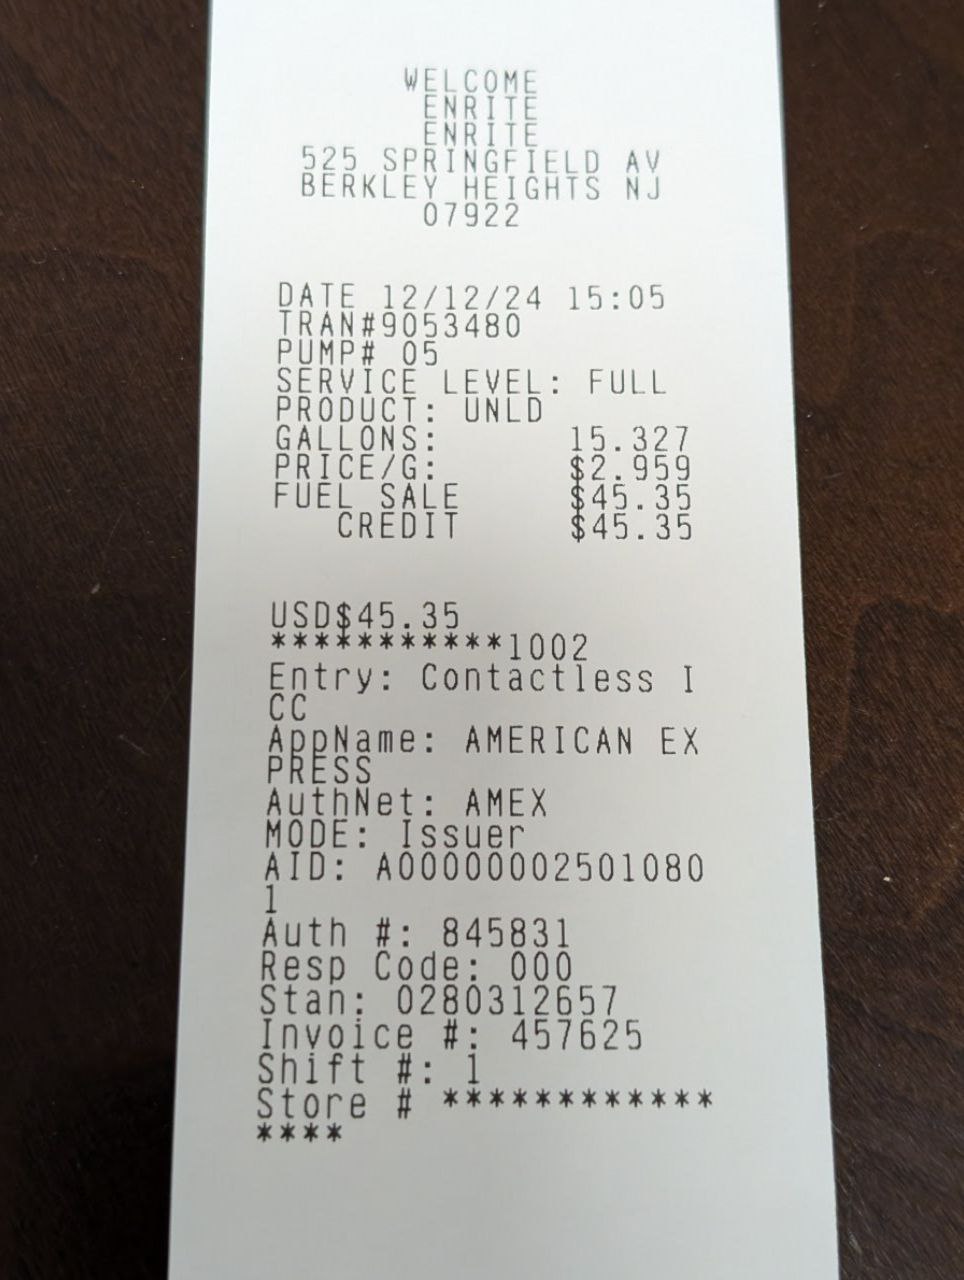 WELCOME
ENRITE
ENRITE
525 SPRINGFIELD AV
BERKLEY HEIGHTS NJ
07922
DATE 12/12/24 15:05
TRAN#9053480
PUMP# 05
SERVICE LEVEL: FULL
PRODUCT: UNLD
GALLONS: 15.327
PRICE/G: $2.959
FUEL SALE $45.35
CREDIT $45.35
USD$45.35
***********1002
Entry: Contactless I
CC
AppName: AMERICAN EX
PRESS
AuthNet: AMEX
MODE: Issuer
AID: A00000002501080
1
Auth #: 845831
Resp Code: 000
Stan: 0280312657
Invoice #: 457625
Shift #: 1
Store # ************
****